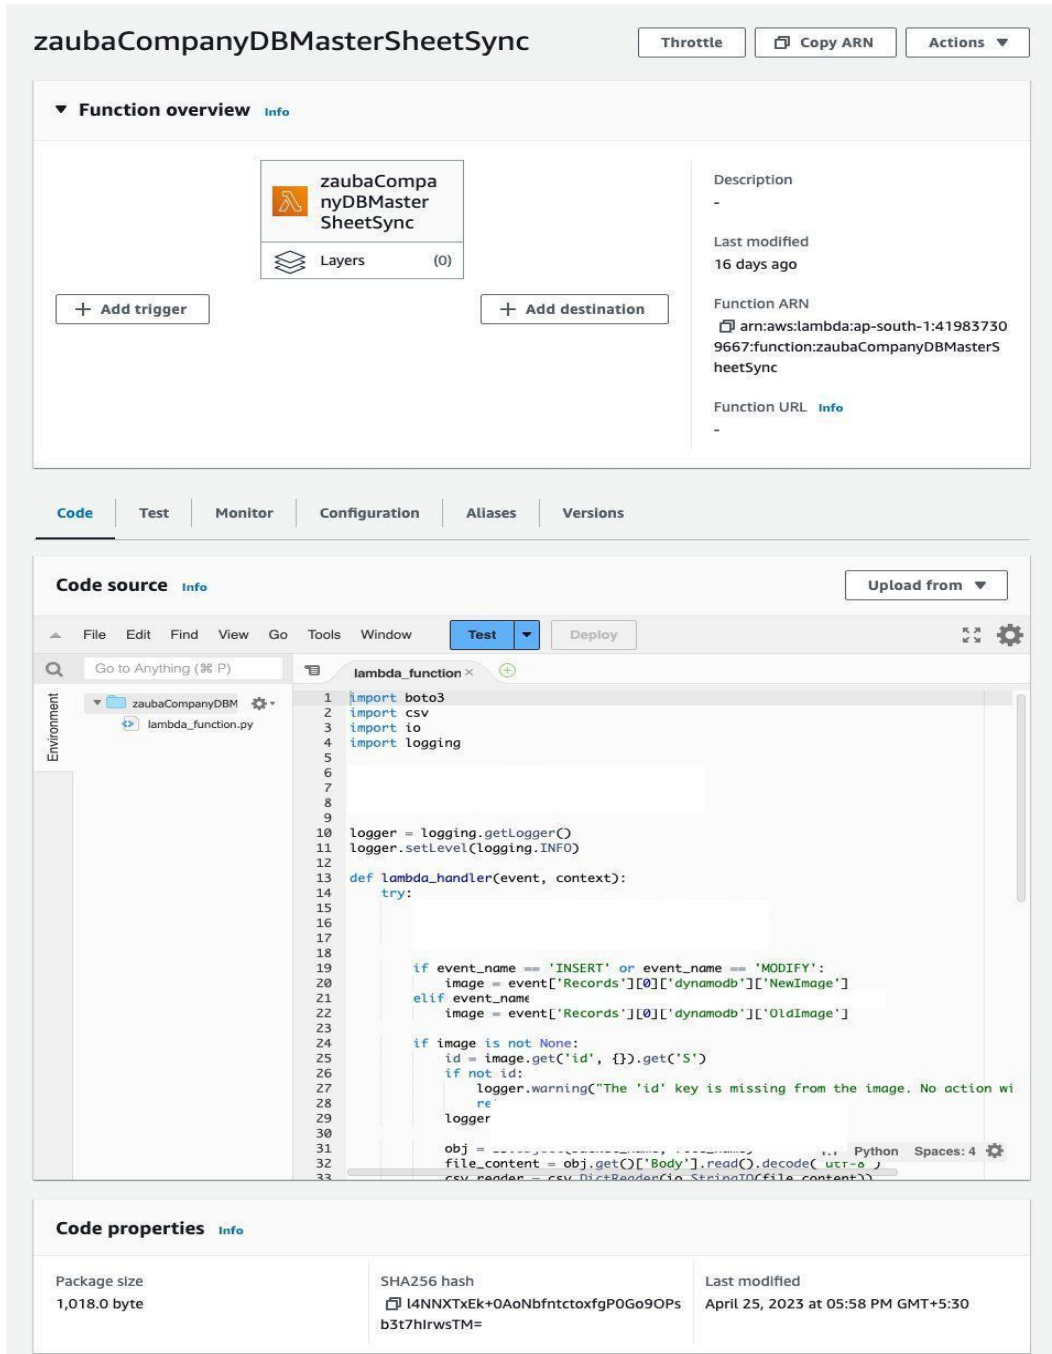 zaubaCompanyDBMasterSheetSync
Throttle
Copy ARN
Actions
Function overview Info
zaubaCompa
nyDBMaster
SheetSync
Layers (0)
+ Add trigger
+ Add destination
Description
-
Last modified
16 days ago
Function ARN
arn:aws:lambda:ap-south-1:41983730
9667:function:zaubaCompanyDBMasterS
heetSync
Function URL Info
-
Code
Test
Monitor
Configuration
Aliases
Versions
Code source Info
Upload from
File Edit Find View Go Tools Window Test Deploy
Go to Anything (⌘ P)
lambda_function ×
Environment
zaubaCompanyDBM
lambda_function.py
1 import boto3
2 import csv
3 import io
4 import logging
5
6
7
8
9
10 logger = logging.getLogger()
11 logger.setLevel(logging.INFO)
12
13 def lambda_handler(event, context):
14 try:
15
16
17
18
19 if event_name == 'INSERT' or event_name == 'MODIFY':
20 image = event['Records'][0]['dynamodb']['NewImage']
21 elif event_name
22 image = event['Records'][0]['dynamodb']['OldImage']
23
24 if image is not None:
25 id = image.get('id', {}).get('S')
26 if not id:
27 logger.warning("The 'id' key is missing from the image. No action wi
28 re
29 logger
30
31 obj =
32 file_content = obj.get()['Body'].read().decode('utf-8')
33 csv_reader = csv.DictReader(io.StringIO(file_content))
Python Spaces: 4
Code properties Info
Package size
1,018.0 byte
SHA256 hash
l4NNXTxEk+0AoNbfntctoxfgP0Go9OPs
b3t7hIrwsTM=
Last modified
April 25, 2023 at 05:58 PM GMT+5:30